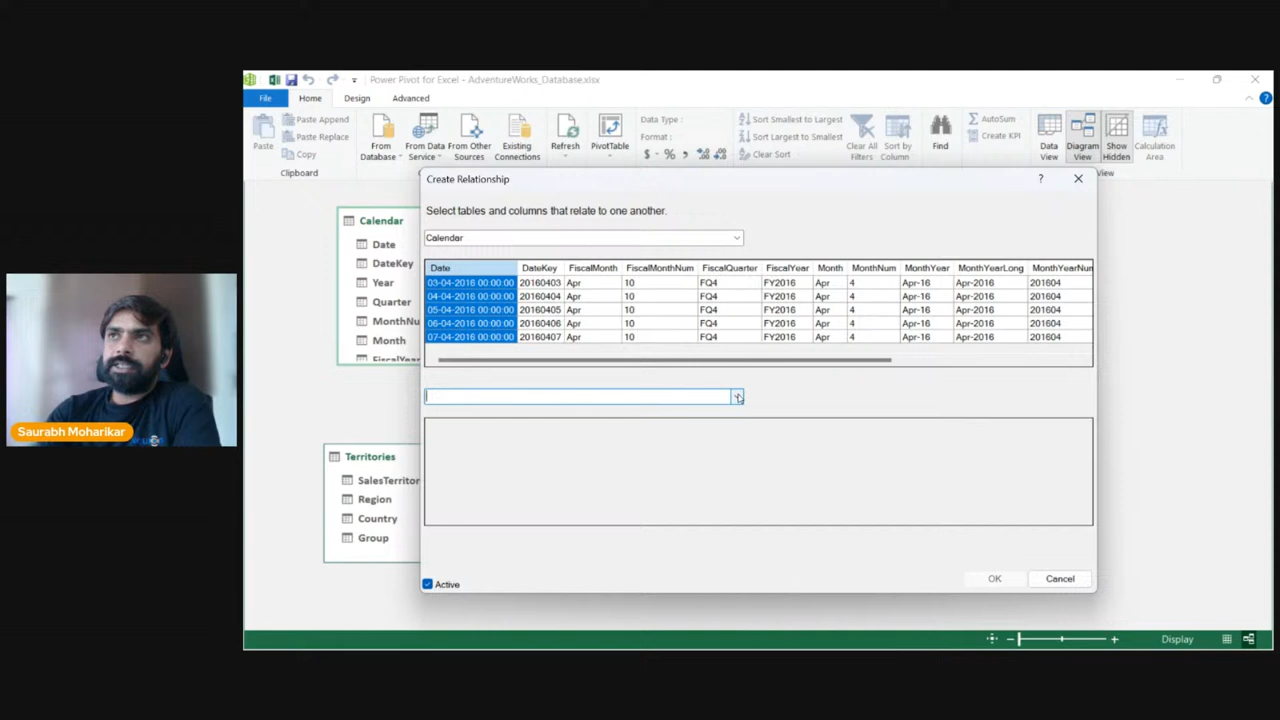 Power Pivot for Excel - AdventureWorks_Database.xlsx
File Home Design Advanced
Paste
Paste Append
Paste Replace
Copy
Clipboard
From Database
From Data Service
From Other Sources
Existing Connections
Refresh
PivotTable
Data Type :
Format :
$ % ,
Sort Smallest to Largest
Sort Largest to Smallest
Clear Sort
Clear All Filters
Sort by Column
Find
AutoSum
Create KPI
Data View
Diagram View
Show Hidden
Calculation Area
View
Create Relationship
Select tables and columns that relate to one another.
Calendar
Date DateKey FiscalMonth FiscalMonthNum FiscalQuarter FiscalYear Month MonthNum MonthYear MonthYearLong MonthYearNum
03-04-2016 00:00:00 20160403 Apr 10 FQ4 FY2016 Apr 4 Apr-16 Apr-2016 201604
04-04-2016 00:00:00 20160404 Apr 10 FQ4 FY2016 Apr 4 Apr-16 Apr-2016 201604
05-04-2016 00:00:00 20160405 Apr 10 FQ4 FY2016 Apr 4 Apr-16 Apr-2016 201604
06-04-2016 00:00:00 20160406 Apr 10 FQ4 FY2016 Apr 4 Apr-16 Apr-2016 201604
07-04-2016 00:00:00 20160407 Apr 10 FQ4 FY2016 Apr 4 Apr-16 Apr-2016 201604
Active
OK
Cancel
Calendar
Date
DateKey
Year
Quarter
MonthNu
Month
FiscalYear
Territories
SalesTerritor
Region
Country
Group
Saurabh Moharikar
Display